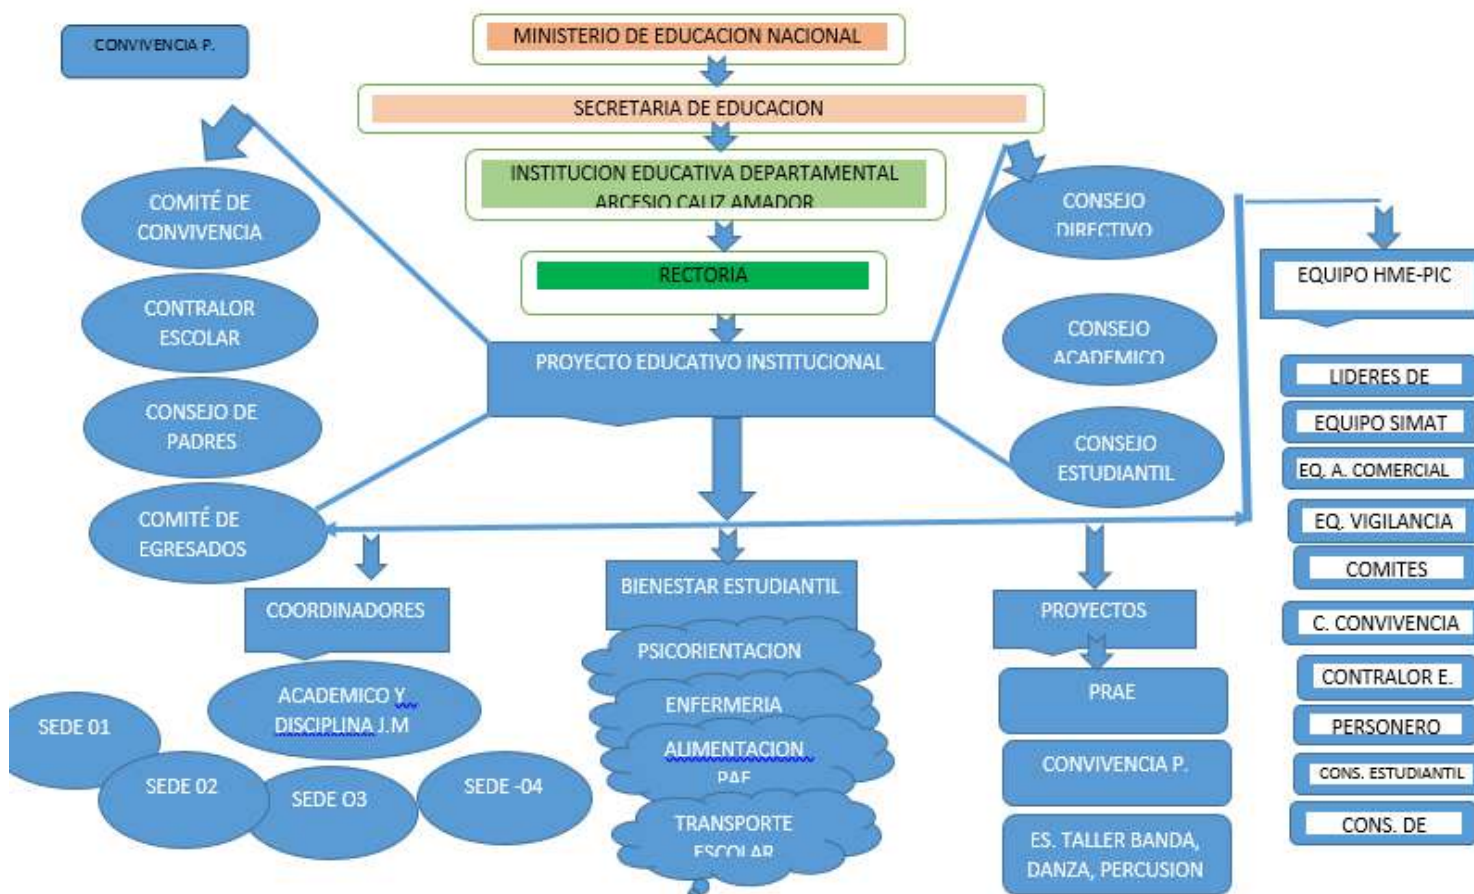 CONVIVENCIA P.
MINISTERIO DE EDUCACION NACIONAL
SECRETARIA DE EDUCACION
INSTITUCION EDUCATIVA DEPARTAMENTAL
ARCESIO CALIZ AMADOR
RECTORIA
PROYECTO EDUCATIVO INSTITUCIONAL
COMITÉ DE
CONVIVENCIA
CONTRALOR
ESCOLAR
CONSEJO DE
PADRES
COMITÉ DE
EGRESADOS
CONSEJO
DIRECTIVO
CONSEJO
ACADEMICO
CONSEJO
ESTUDIANTIL
EQUIPO HME-PIC
LIDERES DE
EQUIPO SIMAT
EQ. A. COMERCIAL
EQ. VIGILANCIA
COMITES
C. CONVIVENCIA
CONTRALOR E.
PERSONERO
CONS. ESTUDIANTIL
CONS. DE
COORDINADORES
ACADEMICO Y
DISCIPLINA J.M
SEDE 01
SEDE 02
SEDE O3
SEDE -04
BIENESTAR ESTUDIANTIL
PSICORIENTACION
ENFERMERIA
ALIMENTACION
PAE
TRANSPORTE
ESCOLAR
PROYECTOS
PRAE
CONVIVENCIA P.
ES. TALLER BANDA,
DANZA, PERCUSION